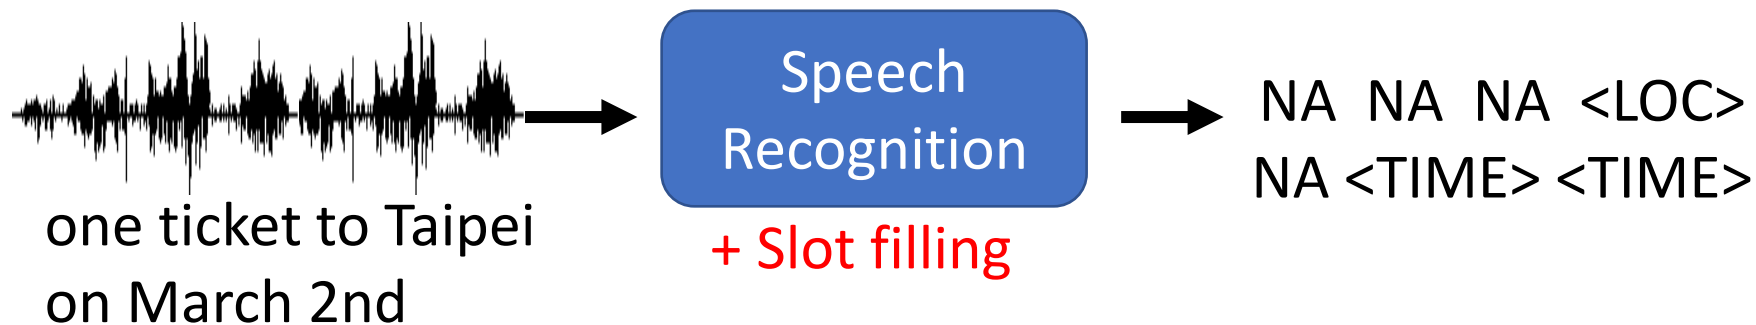 one ticket to Taipei
on March 2nd
Speech
Recognition
+ Slot filling
NA NA NA <LOC>
NA <TIME> <TIME>